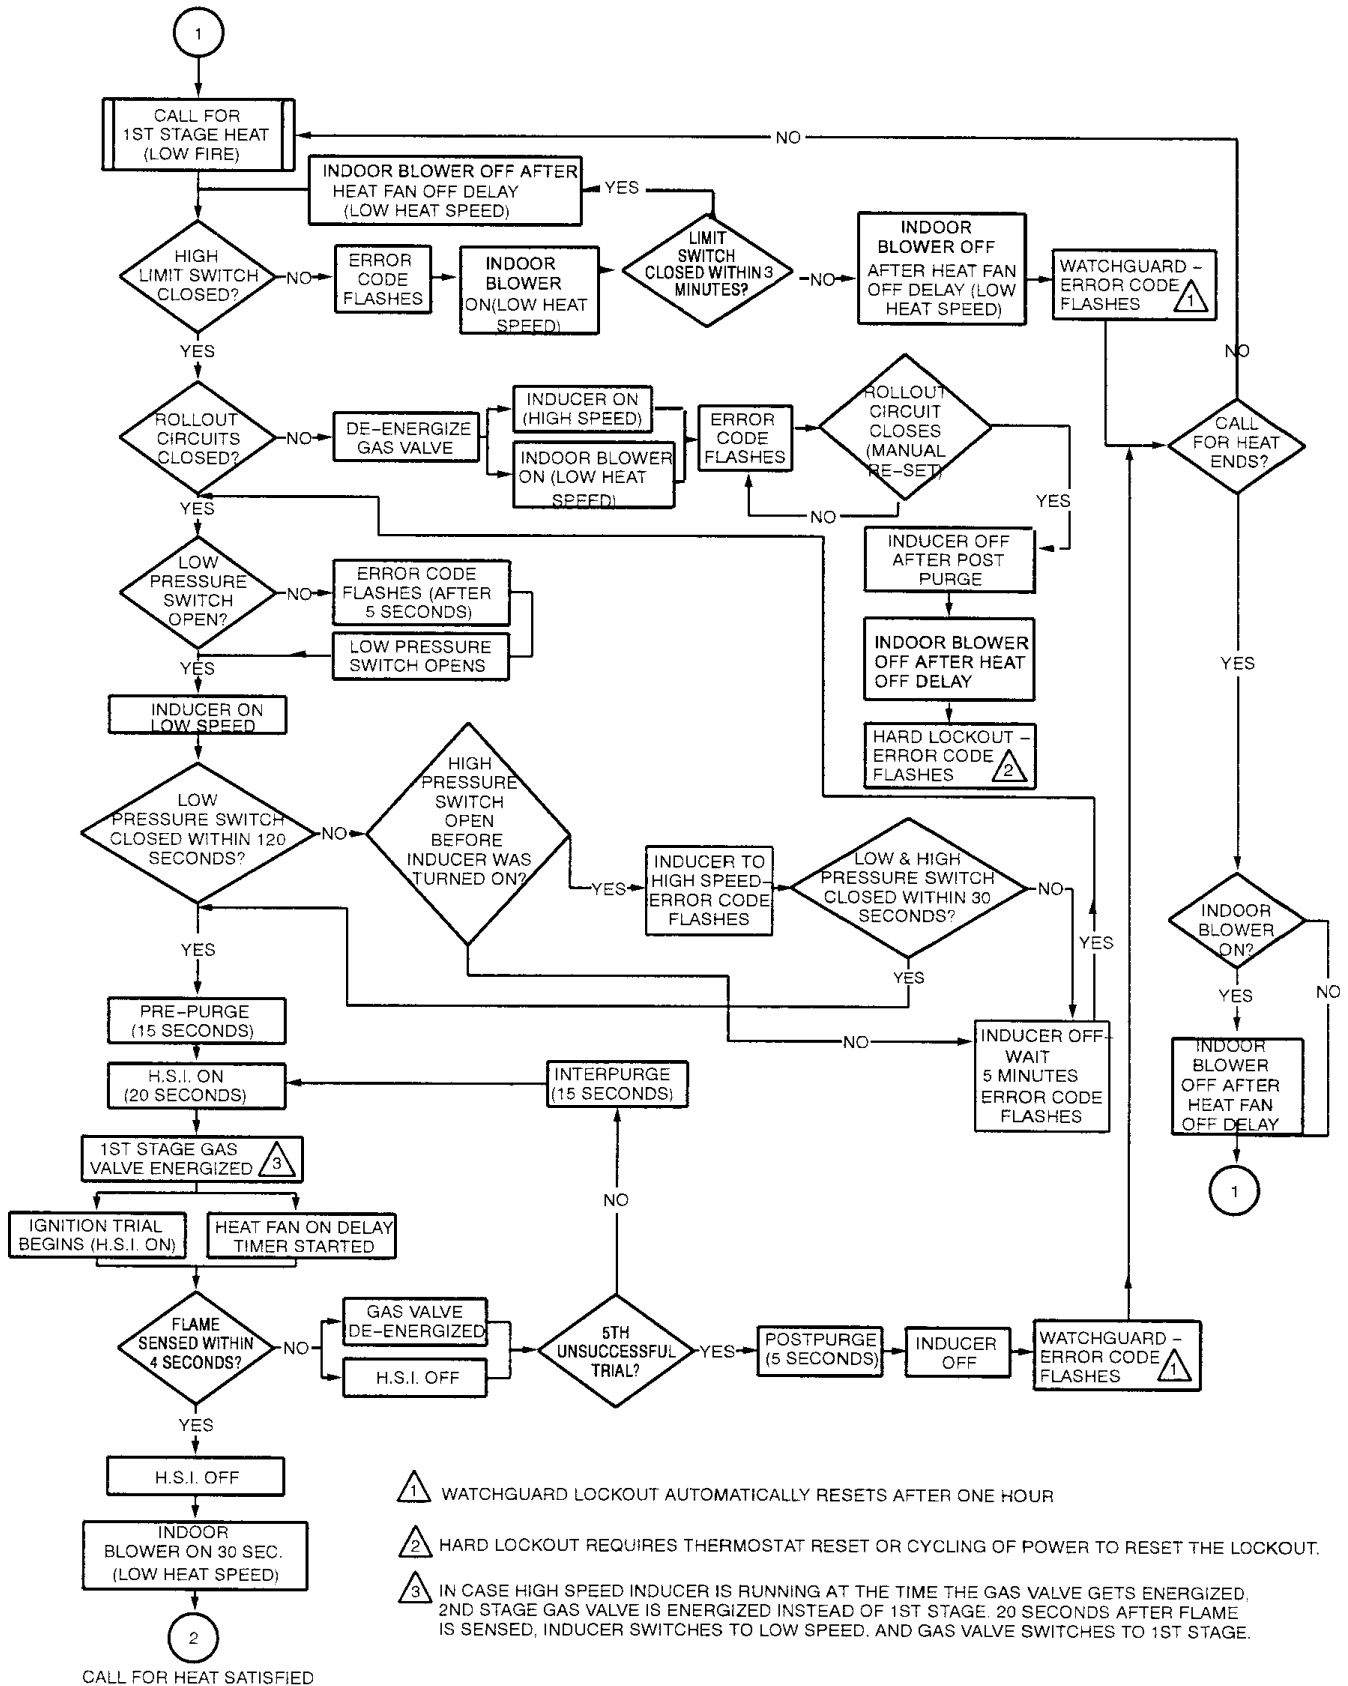 1
CALL FOR
1ST STAGE HEAT
(LOW FIRE)
NO
INDOOR BLOWER OFF AFTER
HEAT FAN OFF DELAY
(LOW HEAT SPEED)
YES
HIGH
LIMIT SWITCH
CLOSED?
NO
ERROR
CODE
FLASHES
INDOOR
BLOWER
ON(LOW HEAT
SPEED)
LIMIT
SWITCH
CLOSED WITHIN 3
MINUTES?
NO
INDOOR
BLOWER OFF
AFTER HEAT FAN
OFF DELAY (LOW
HEAT SPEED)
WATCHGUARD –
ERROR CODE
FLASHES
1
YES
NO
ROLLOUT
CIRCUITS
CLOSED?
NO
DE-ENERGIZE
GAS VALVE
INDUCER ON
(HIGH SPEED)
INDOOR BLOWER
ON (LOW HEAT
SPEED)
ERROR
CODE
FLASHES
ROLLOUT
CIRCUIT
CLOSES
(MANUAL
RE-SET)
NO
YES
CALL
FOR HEAT
ENDS?
YES
LOW
PRESSURE
SWITCH
OPEN?
NO
ERROR CODE
FLASHES (AFTER
5 SECONDS)
LOW PRESSURE
SWITCH OPENS
INDUCER OFF
AFTER POST
PURGE
INDOOR BLOWER
OFF AFTER HEAT
OFF DELAY
HARD LOCKOUT –
ERROR CODE
FLASHES
2
YES
YES
INDUCER ON
LOW SPEED
LOW
PRESSURE SWITCH
CLOSED WITHIN 120
SECONDS?
NO
HIGH
PRESSURE
SWITCH
OPEN
BEFORE
INDUCER WAS
TURNED ON?
YES
INDUCER TO
HIGH SPEED–
ERROR CODE
FLASHES
LOW & HIGH
PRESSURE SWITCH
CLOSED WITHIN 30
SECONDS?
NO
YES
YES
YES
INDOOR
BLOWER
ON?
YES
NO
PRE-PURGE
(15 SECONDS)
NO
INDUCER OFF–
WAIT
5 MINUTES
ERROR CODE
FLASHES
INDOOR
BLOWER
OFF AFTER
HEAT FAN
OFF DELAY
1
H.S.I. ON
(20 SECONDS)
INTERPURGE
(15 SECONDS)
1ST STAGE GAS
VALVE ENERGIZED
3
NO
IGNITION TRIAL
BEGINS (H.S.I. ON)
HEAT FAN ON DELAY
TIMER STARTED
FLAME
SENSED WITHIN
4 SECONDS?
NO
GAS VALVE
DE-ENERGIZED
H.S.I. OFF
5TH
UNSUCCESSFUL
TRIAL?
YES
POSTPURGE
(5 SECONDS)
INDUCER
OFF
WATCHGUARD –
ERROR CODE
FLASHES
1
YES
H.S.I. OFF
INDOOR
BLOWER ON 30 SEC.
(LOW HEAT SPEED)
2
CALL FOR HEAT SATISFIED
1 WATCHGUARD LOCKOUT AUTOMATICALLY RESETS AFTER ONE HOUR
2 HARD LOCKOUT REQUIRES THERMOSTAT RESET OR CYCLING OF POWER TO RESET THE LOCKOUT.
3 IN CASE HIGH SPEED INDUCER IS RUNNING AT THE TIME THE GAS VALVE GETS ENERGIZED,
2ND STAGE GAS VALVE IS ENERGIZED INSTEAD OF 1ST STAGE. 20 SECONDS AFTER FLAME
IS SENSED, INDUCER SWITCHES TO LOW SPEED. AND GAS VALVE SWITCHES TO 1ST STAGE.